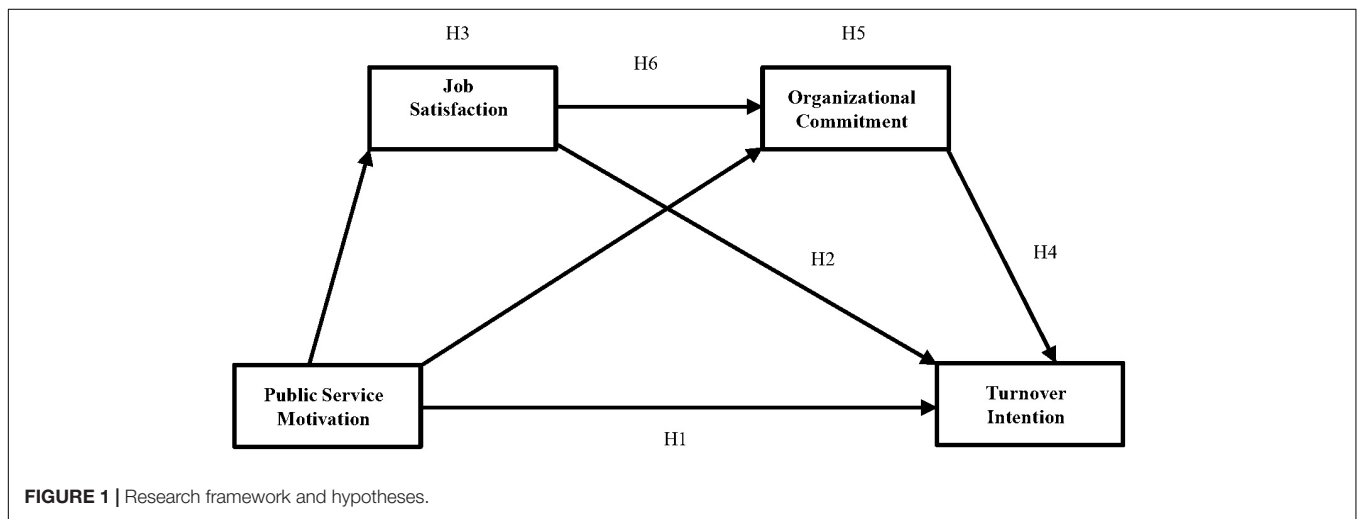 H3
H5
H6
Job
Satisfaction
Organizational
Commitment
H2
H4
Public Service
Motivation
Turnover
Intention
H1
FIGURE 1 | Research framework and hypotheses.